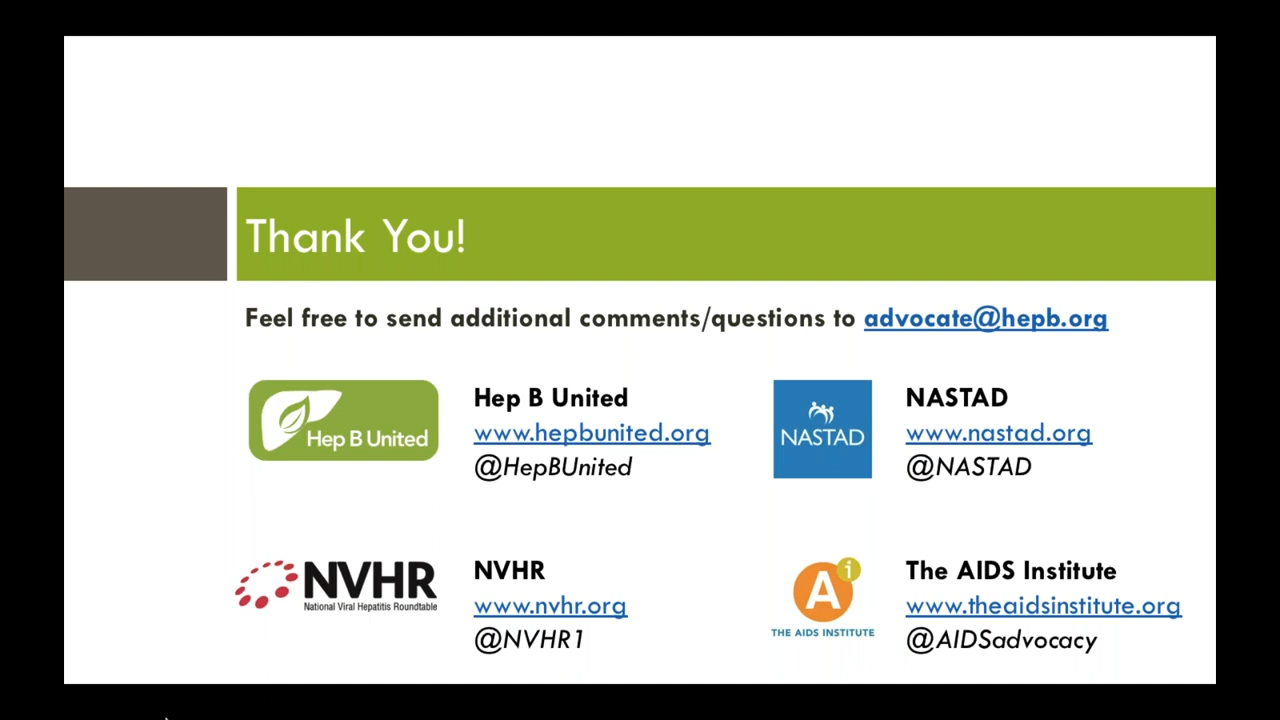 Thank You!
Feel free to send additional comments/questions to advocate@hepb.org
Hep B United
Hep B United
www.hepbunited.org
@HepBUnited
NASTAD
NASTAD
www.nastad.org
@NASTAD
NVHR
National Viral Hepatitis Roundtable
NVHR
www.nvhr.org
@NVHR1
A i
THE AIDS INSTITUTE
The AIDS Institute
www.theaidsinstitute.org
@AIDSadvocacy